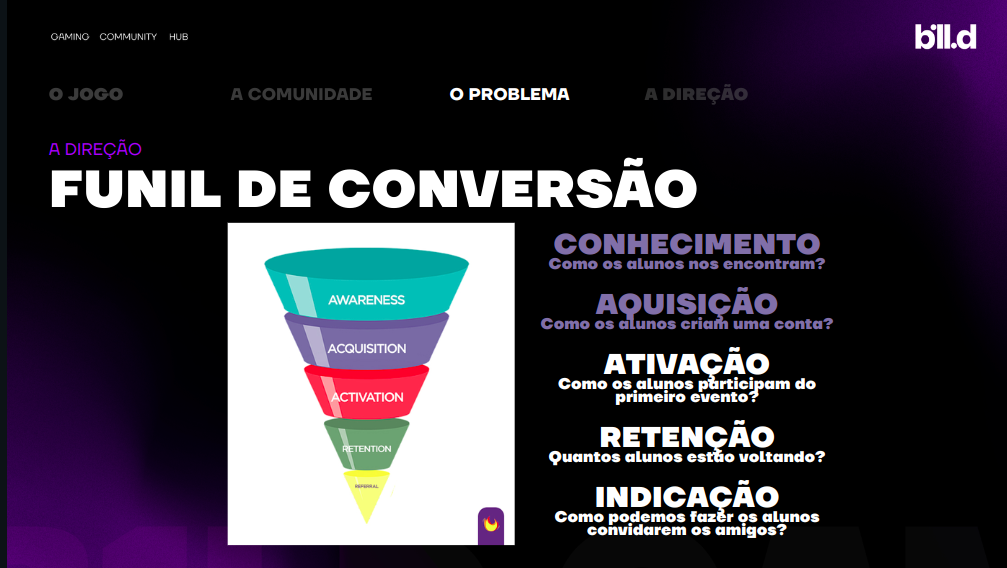 GAMING COMMUNITY HUB
bill.d
O JOGO
A COMUNIDADE
O PROBLEMA
A DIREÇÃO
A DIREÇÃO
FUNIL DE CONVERSÃO
AWARENESS
ACQUISITION
ACTIVATION
RETENTION
REFERRAL
CONHECIMENTO
Como os alunos nos encontram?
AQUISIÇÃO
Como os alunos criam uma conta?
ATIVAÇÃO
Como os alunos participam do
primeiro evento?
RETENÇÃO
Quantos alunos estão voltando?
INDICAÇÃO
Como podemos fazer os alunos
convidarem os amigos?